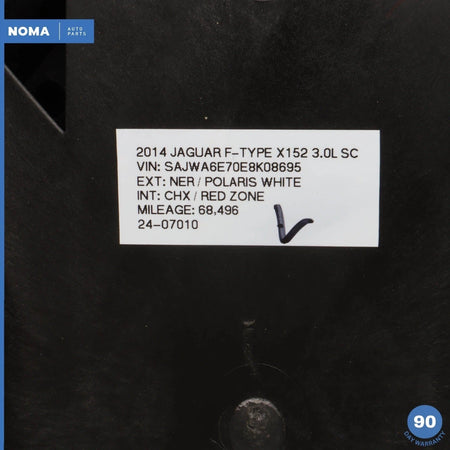 NOMA AUTO PARTS
2014 JAGUAR F-TYPE X152 3.0L SC
VIN: SAJWA6E70E8K08695
EXT: NER / POLARIS WHITE
INT: CHX / RED ZONE
MILEAGE: 68,496
24-07010
90
DAY WARRANTY